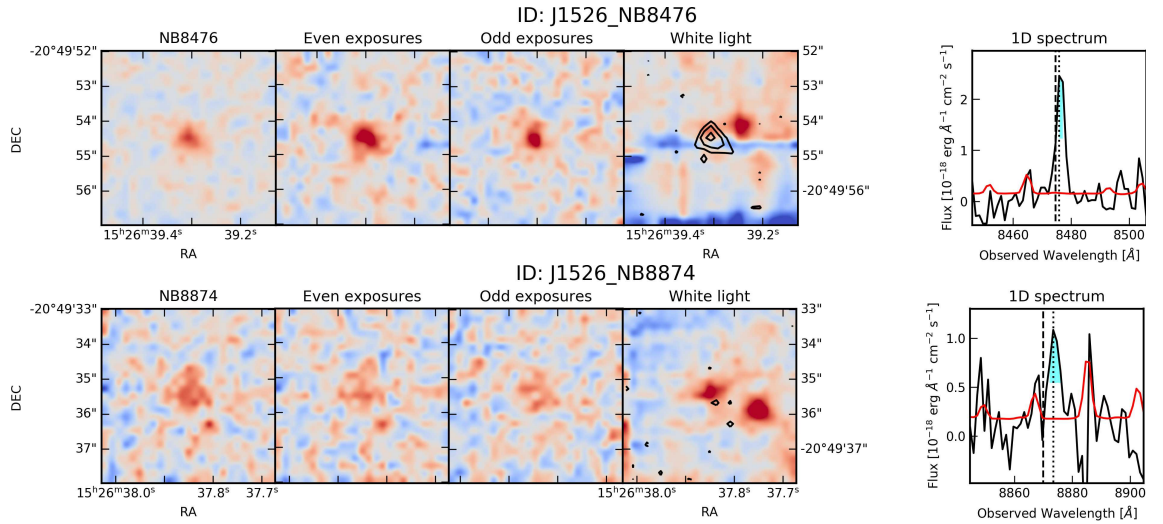 ID: J1526_NB8476
NB8476 Even exposures Odd exposures White light 1D spectrum
-20°49'52" 52"
53" 53"
54" 54"
55" 55"
56" -20°49'56"
DEC
15ʰ26ᵐ39.4ˢ 39.2ˢ 15ʰ26ᵐ39.4ˢ 39.2ˢ
RA RA
Flux [10⁻¹⁸ erg Å⁻¹ cm⁻² s⁻¹]
2
1
0
8460 8480 8500
Observed Wavelength [Å]
ID: J1526_NB8874
NB8874 Even exposures Odd exposures White light 1D spectrum
-20°49'33" 33"
34" 34"
35" 35"
36" 36"
37" -20°49'37"
DEC
15ʰ26ᵐ38.0ˢ 37.8ˢ 37.7ˢ 15ʰ26ᵐ38.0ˢ 37.8ˢ 37.7ˢ
RA RA
Flux [10⁻¹⁸ erg Å⁻¹ cm⁻² s⁻¹]
1.0
0.5
0.0
8860 8880 8900
Observed Wavelength [Å]